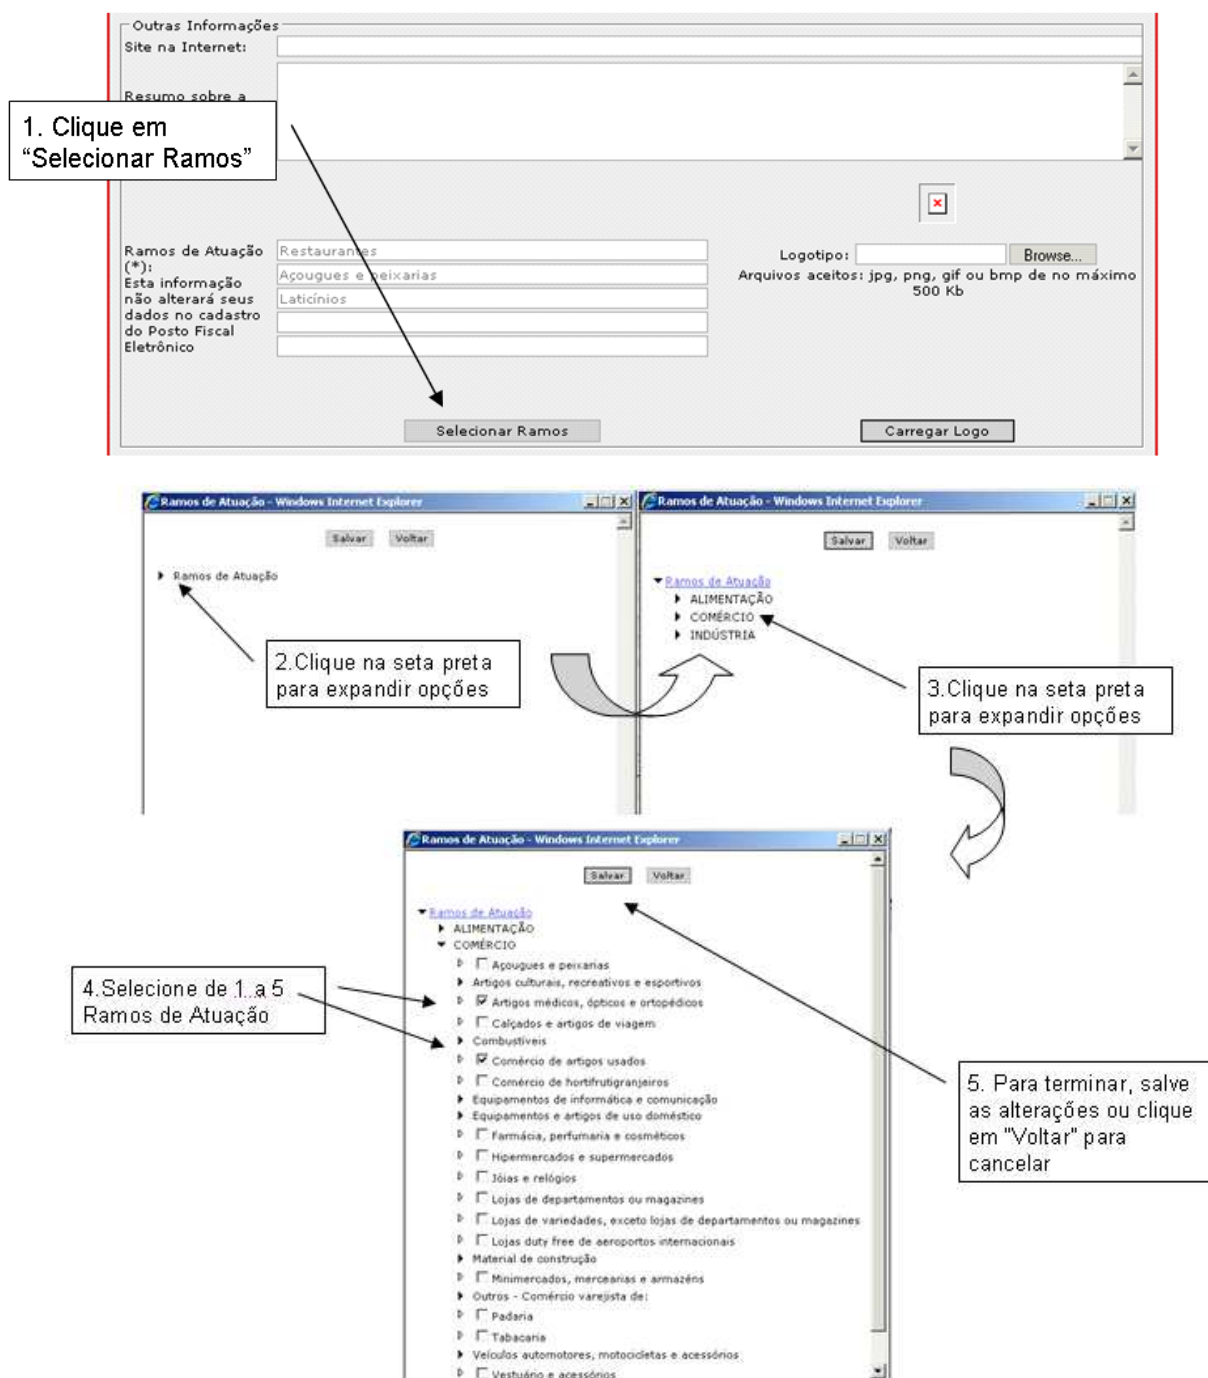 Outras Informações
Site na Internet:
Resumo sobre a
1. Clique em
“Selecionar Ramos”
Ramos de Atuação
(*):
Esta informação
não alterará seus
dados no cadastro
do Posto Fiscal
Eletrônico
Restaurantes
Açougues e peixarias
Laticínios
Logotipo:
Browse...
Arquivos aceitos: jpg, png, gif ou bmp de no máximo
500 Kb
Selecionar Ramos
Carregar Logo
Ramos de Atuação - Windows Internet Explorer
Salvar Voltar
Ramos de Atuação
2.Clique na seta preta
para expandir opções
Ramos de Atuação - Windows Internet Explorer
Salvar Voltar
Ramos de Atuação
ALIMENTAÇÃO
COMÉRCIO
INDÚSTRIA
3.Clique na seta preta
para expandir opções
Ramos de Atuação - Windows Internet Explorer
Salvar Voltar
Ramos de Atuação
ALIMENTAÇÃO
COMÉRCIO
Açougues e peixarias
Artigos culturais, recreativos e esportivos
Artigos médicos, ópticos e ortopédicos
Calçados e artigos de viagem
Combustíveis
Comércio de artigos usados
Comércio de hortifrutigranjeiros
Equipamentos de informática e comunicação
Equipamentos e artigos de uso doméstico
Farmácia, perfumaria e cosméticos
Hipermercados e supermercados
Jóias e relógios
Lojas de departamentos ou magazines
Lojas de variedades, exceto lojas de departamentos ou magazines
Lojas duty free de aeroportos internacionais
Material de construção
Minimercados, mercearias e armazéns
Outros - Comércio varejista de:
Padaria
Tabacaria
Veículos automotores, motocicletas e acessórios
Vestuário e acessórios
4.Selecione de 1 a 5
Ramos de Atuação
5. Para terminar, salve
as alterações ou clique
em "Voltar" para
cancelar